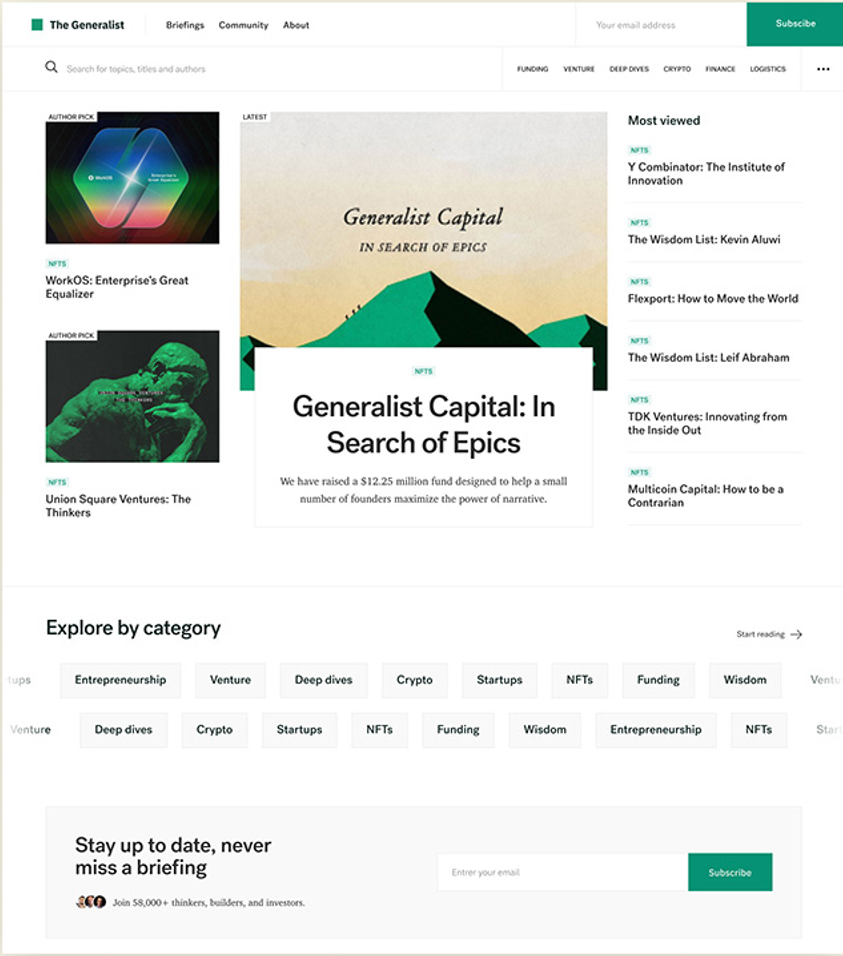 The Generalist
Briefings Community About
Your email address
Subscibe
Search for topics, titles and authors
FUNDING VENTURE DEEP DIVES CRYPTO FINANCE LOGISTICS
AUTHOR PICK
WorkOS
Enterprise's
Great Equalizer
NFTS
WorkOS: Enterprise's Great
Equalizer
AUTHOR PICK
UNION SQUARE VENTURES
THE THINKERS
NFTS
Union Square Ventures: The
Thinkers
LATEST
Generalist Capital
IN SEARCH OF EPICS
NFTS
Generalist Capital: In
Search of Epics
We have raised a $12.25 million fund designed to help a small
number of founders maximize the power of narrative.
Most viewed
NFTS
Y Combinator: The Institute of
Innovation
NFTS
The Wisdom List: Kevin Aluwi
NFTS
Flexport: How to Move the World
NFTS
The Wisdom List: Leif Abraham
NFTS
TDK Ventures: Innovating from
the Inside Out
NFTS
Multicoin Capital: How to be a
Contrarian
Explore by category
Start reading
tups Entrepreneurship Venture Deep dives Crypto Startups NFTs Funding Wisdom Ventu
Venture Deep dives Crypto Startups NFTs Funding Wisdom Entrepreneurship NFTs Start
Stay up to date, never
miss a briefing
Join 58,000+ thinkers, builders, and investors.
Entrer your email
Subscribe